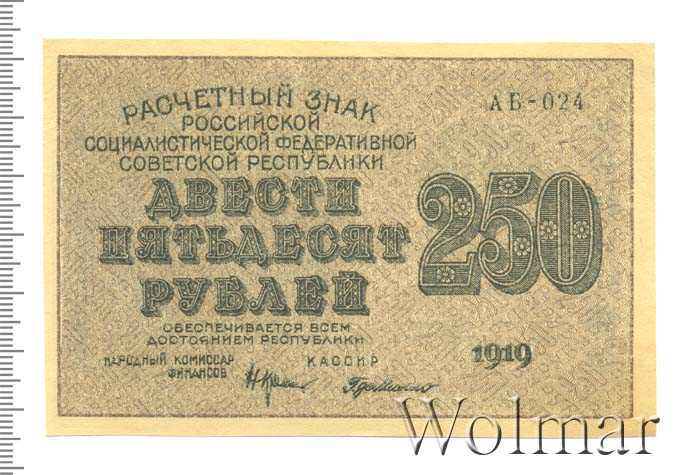 РАСЧЕТНЫЙ ЗНАК
РОССИЙСКОЙ
СОЦИАЛИСТИЧЕСКОЙ ФЕДЕРАТИВНОЙ
СОВЕТСКОЙ РЕСПУБЛИКИ
АБ-024
ДВЕСТИ
ПЯТЬДЕСЯТ
РУБЛЕЙ
250
ОБЕСПЕЧИВАЕТСЯ ВСЕМ
ДОСТОЯНИЕМ РЕСПУБЛИКИ
НАРОДНЫЙ КОМИССАР
ФИНАНСОВ
КАССИР
1919
Wolmar